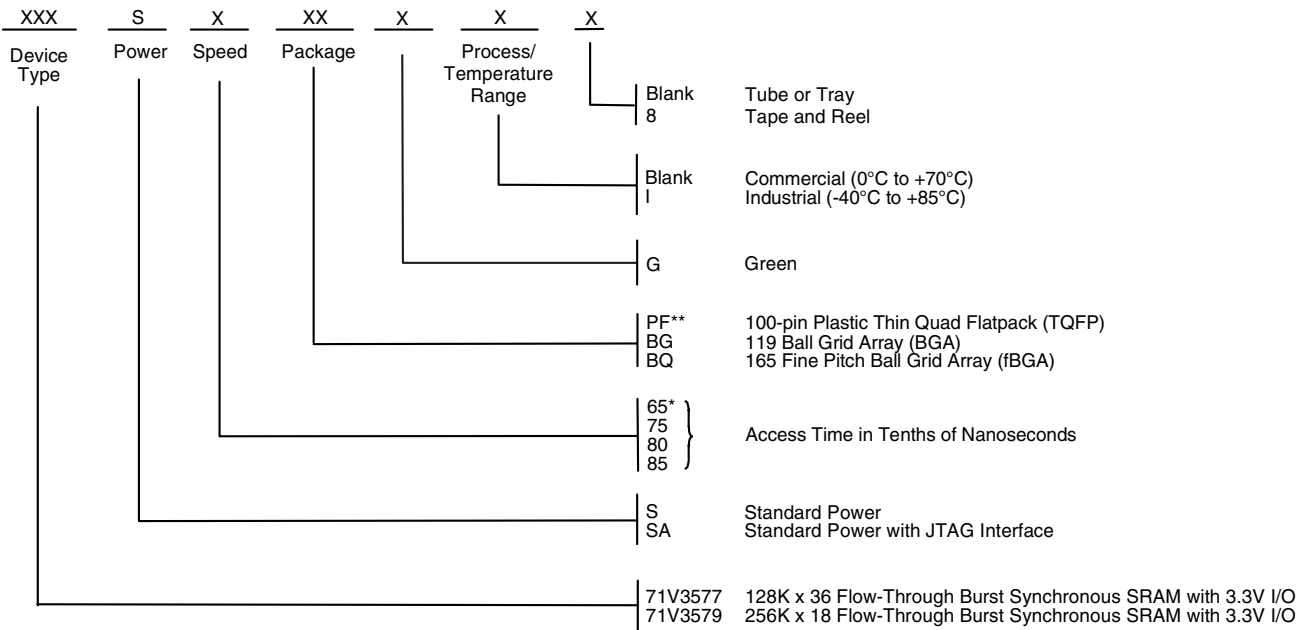 XXX S X XX X X X
Device Type Power Speed Package Process/ Temperature Range
Blank Tube or Tray
8 Tape and Reel
Blank Commercial (0°C to +70°C)
I Industrial (-40°C to +85°C)
G Green
PF** 100-pin Plastic Thin Quad Flatpack (TQFP)
BG 119 Ball Grid Array (BGA)
BQ 165 Fine Pitch Ball Grid Array (fBGA)
65*
75
80
85
Access Time in Tenths of Nanoseconds
S Standard Power
SA Standard Power with JTAG Interface
71V3577 128K x 36 Flow-Through Burst Synchronous SRAM with 3.3V I/O
71V3579 256K x 18 Flow-Through Burst Synchronous SRAM with 3.3V I/O